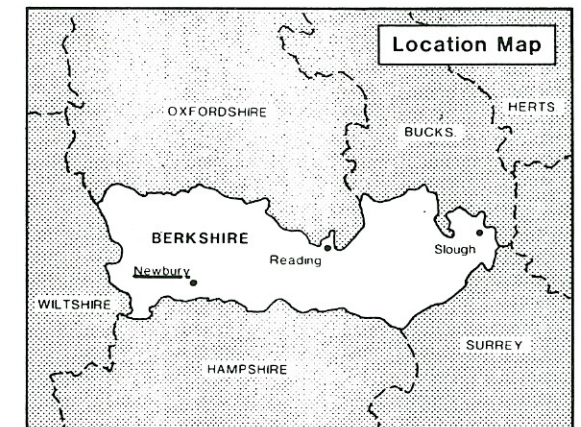 Location Map
HERTS
OXFORDSHIRE
BUCKS.
BERKSHIRE
Slough
Reading
Newbury
WILTSHIRE
SURREY
HAMPSHIRE